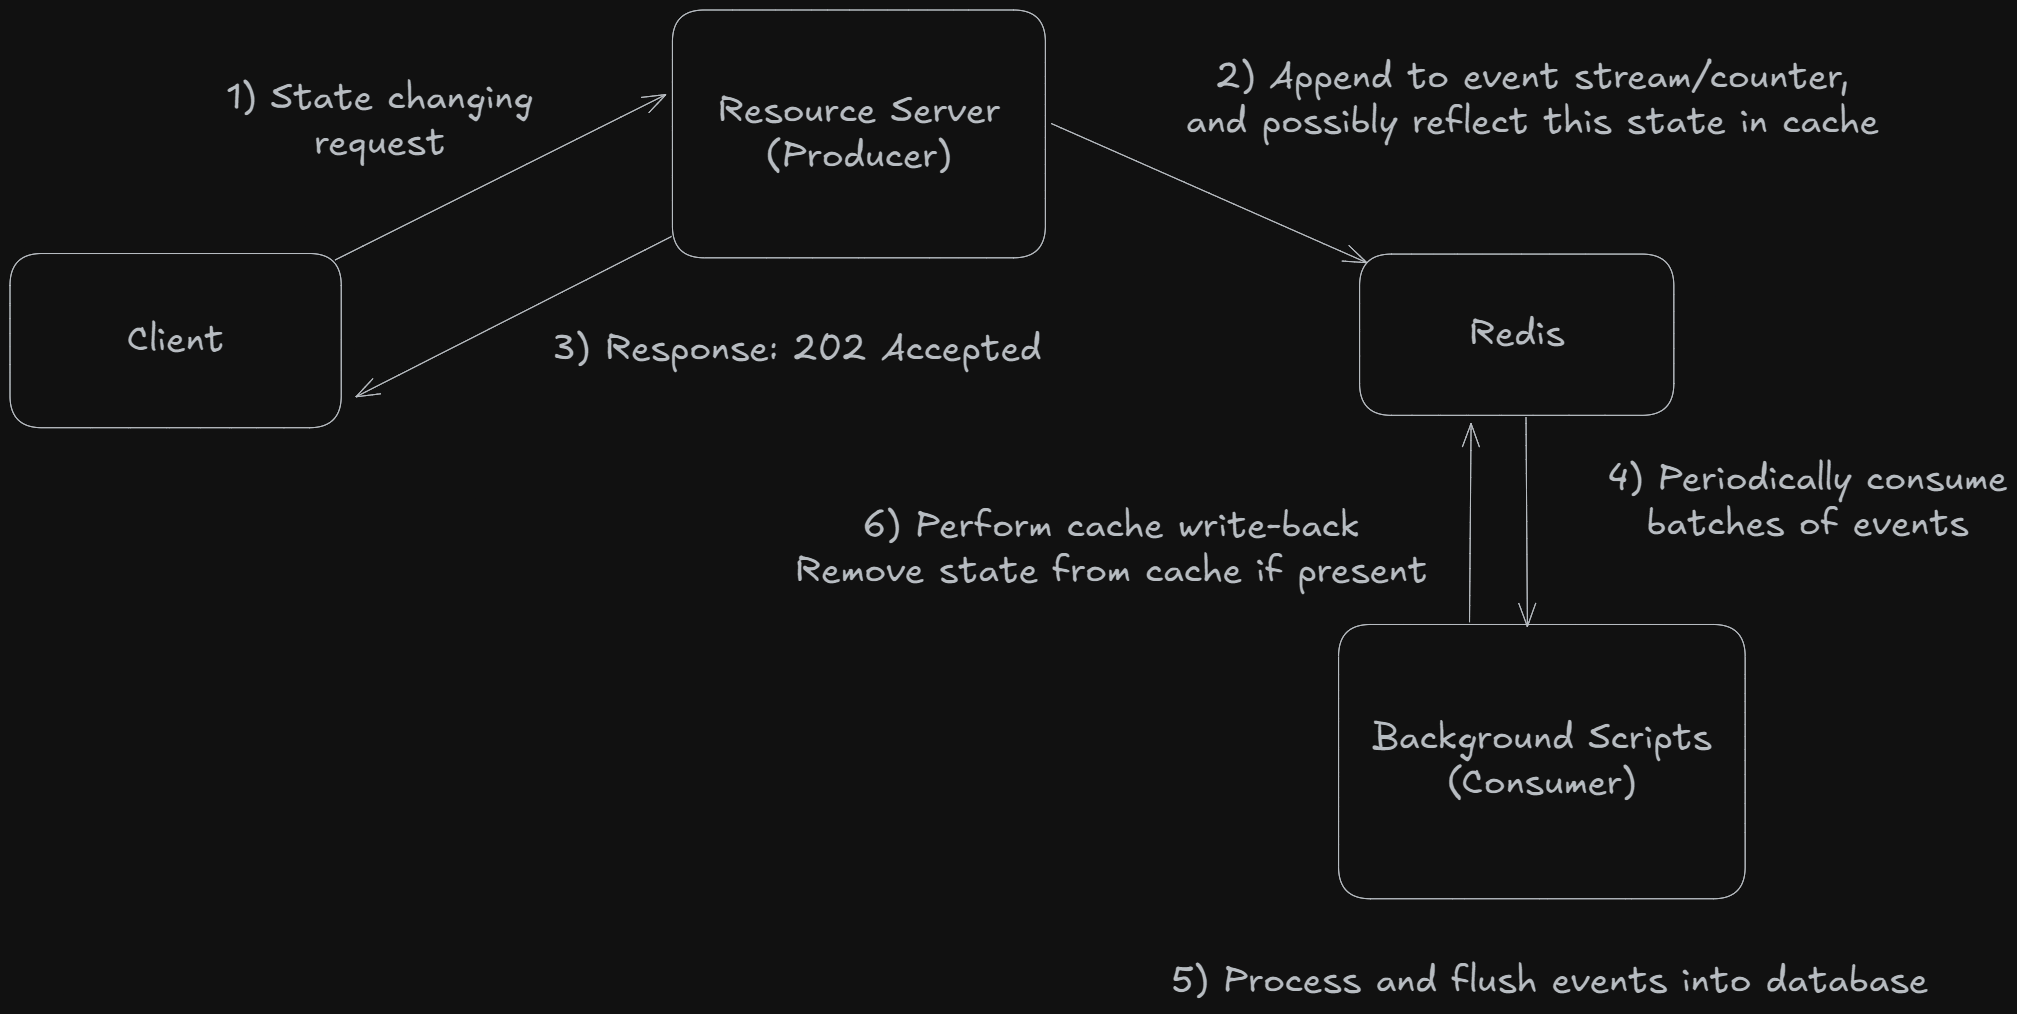 1) State changing
request
Resource Server
(Producer)
2) Append to event stream/counter,
and possibly reflect this state in cache
Client
3) Response: 202 Accepted
Redis
4) Periodically consume
batches of events
6) Perform cache write-back
Remove state from cache if present
Background Scripts
(Consumer)
5) Process and flush events into database